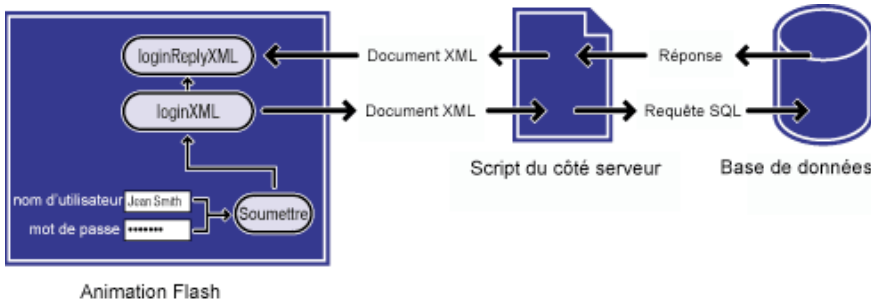 loginReplyXML
Document XML
Réponse
loginXML
Document XML
Requête SQL
Script du côté serveur
Base de données
nom d'utilisateur
Jean Smith
Soumettre
mot de passe
•••••••
Animation Flash